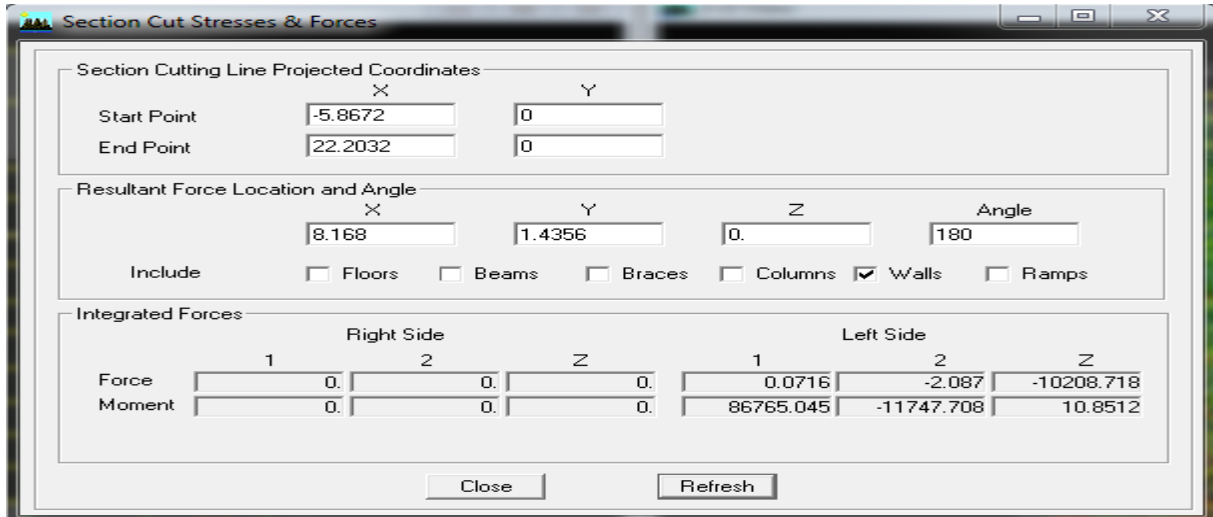 Section Cut Stresses & Forces
Section Cutting Line Projected Coordinates
X Y
Start Point -5.8672 0
End Point 22.2032 0
Resultant Force Location and Angle
X Y Z Angle
8.168 1.4356 0. 180
Include Floors Beams Braces Columns Walls Ramps
Integrated Forces
Right Side Left Side
1 2 Z 1 2 Z
Force 0. 0. 0. 0.0716 -2.087 -10208.718
Moment 0. 0. 0. 86765.045 -11747.708 10.8512
Close Refresh